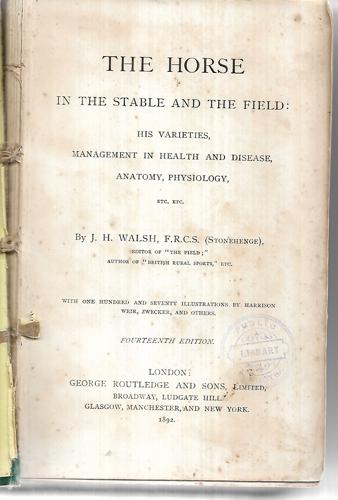 THE HORSE
IN THE STABLE AND THE FIELD:
HIS VARIETIES,
MANAGEMENT IN HEALTH AND DISEASE,
ANATOMY, PHYSIOLOGY,
ETC. ETC.
By J. H. WALSH, F.R.C.S. (STONEHENGE),
EDITOR OF "THE FIELD;"
AUTHOR OF "BRITISH RURAL SPORTS," ETC.
WITH ONE HUNDRED AND SEVENTY ILLUSTRATIONS BY HARRISON
WEIR, ZWECKER, AND OTHERS.
FOURTEENTH EDITION.
PUBLIC
LIBRARY
LONDON:
GEORGE ROUTLEDGE AND SONS, LIMITED,
BROADWAY, LUDGATE HILL.
GLASGOW, MANCHESTER, AND NEW YORK.
1892.